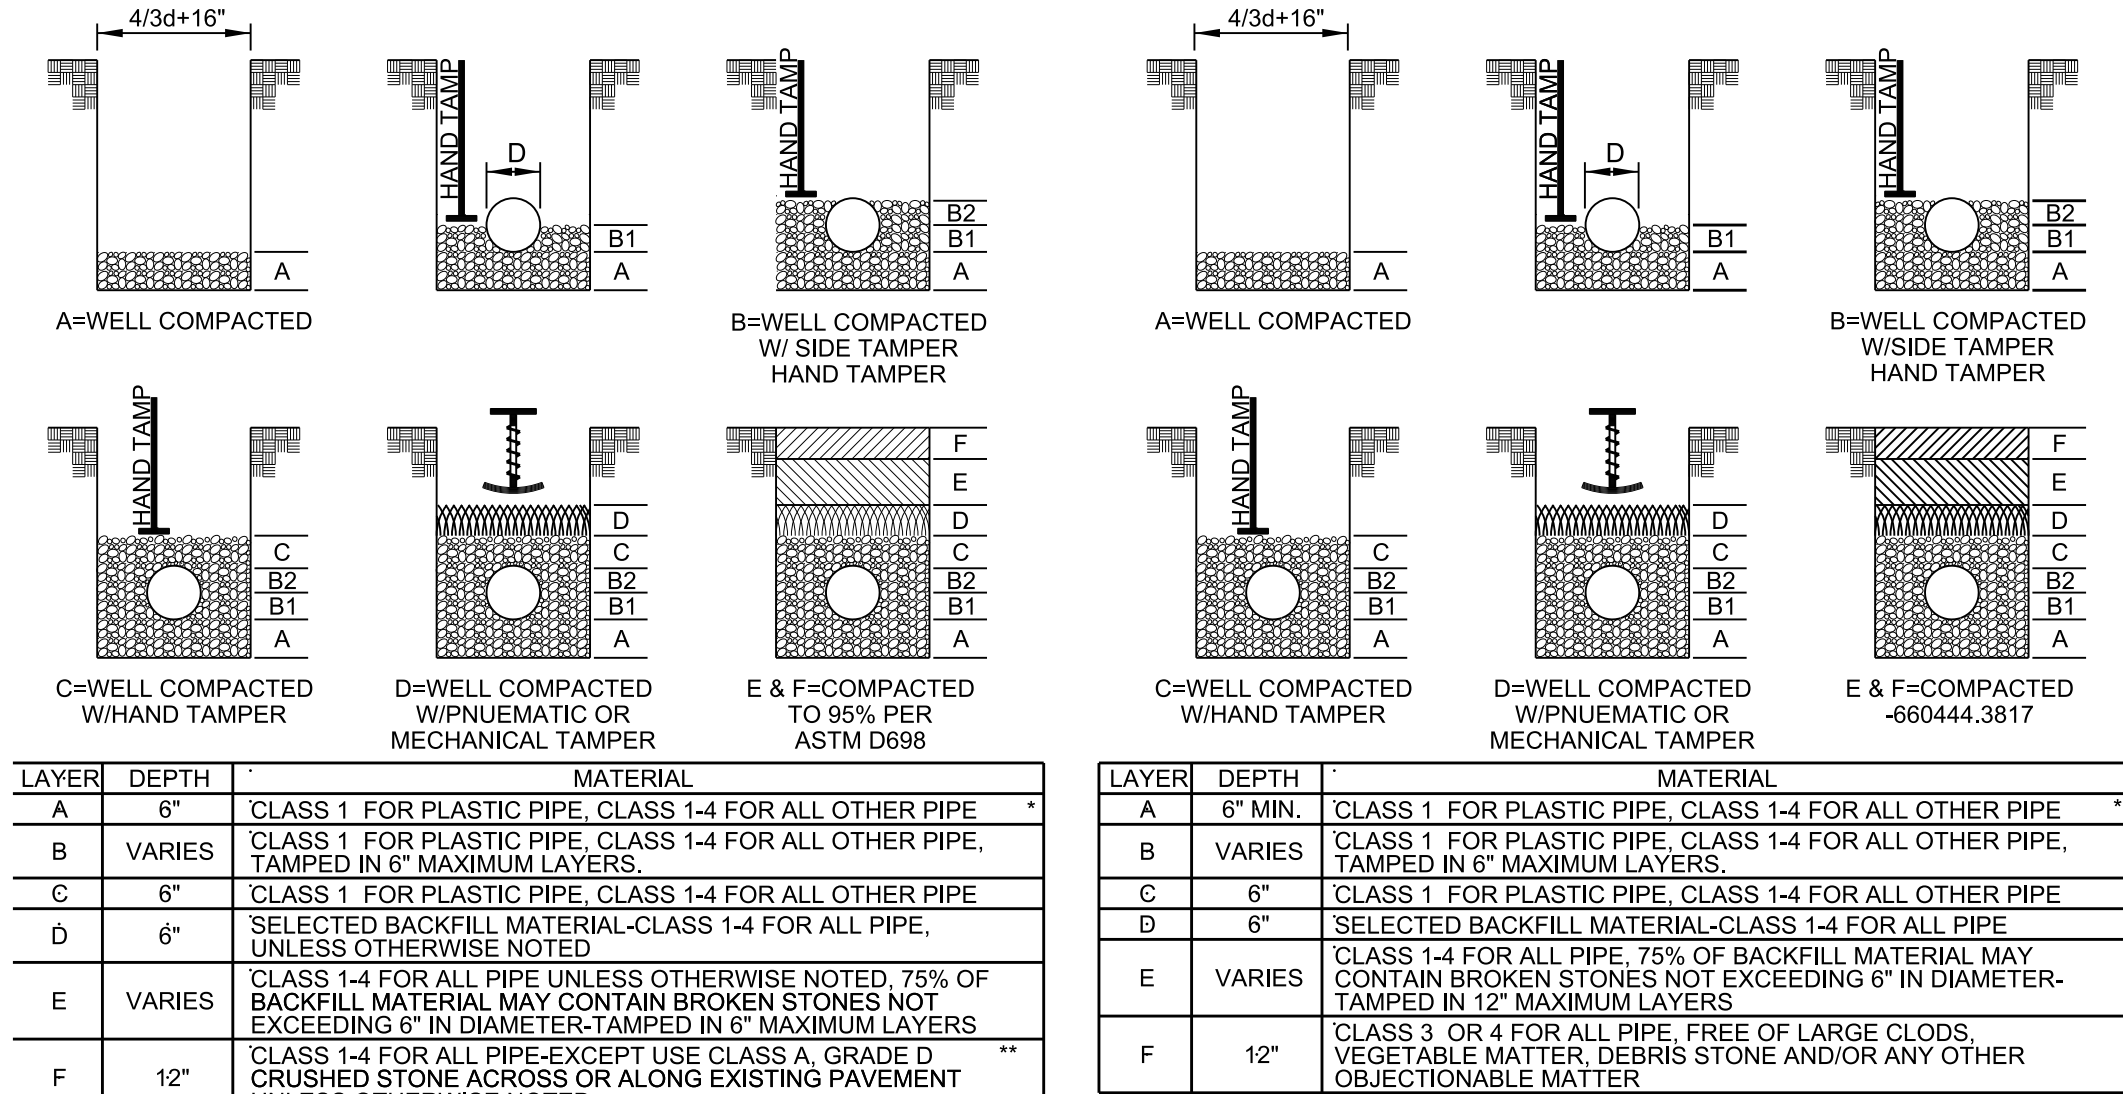 4/3d+16"
HAND TAMP
D
HAND TAMP
A
B1
A
B2
B1
A
A=WELL COMPACTED
B=WELL COMPACTED
W/ SIDE TAMPER
HAND TAMPER
HAND TAMP
C
B2
B1
A
D
C
B2
B1
A
F
E
D
C
B2
B1
A
C=WELL COMPACTED
W/HAND TAMPER
D=WELL COMPACTED
W/PNUEMATIC OR
MECHANICAL TAMPER
E & F=COMPACTED
TO 95% PER
ASTM D698
LAYER DEPTH MATERIAL
A 6" CLASS 1 FOR PLASTIC PIPE, CLASS 1-4 FOR ALL OTHER PIPE *
B VARIES CLASS 1 FOR PLASTIC PIPE, CLASS 1-4 FOR ALL OTHER PIPE,
TAMPED IN 6" MAXIMUM LAYERS.
C 6" CLASS 1 FOR PLASTIC PIPE, CLASS 1-4 FOR ALL OTHER PIPE
D 6" SELECTED BACKFILL MATERIAL-CLASS 1-4 FOR ALL PIPE,
UNLESS OTHERWISE NOTED
E VARIES CLASS 1-4 FOR ALL PIPE UNLESS OTHERWISE NOTED, 75% OF
BACKFILL MATERIAL MAY CONTAIN BROKEN STONES NOT
EXCEEDING 6" IN DIAMETER-TAMPED IN 6" MAXIMUM LAYERS
F 12" CLASS 1-4 FOR ALL PIPE-EXCEPT USE CLASS A, GRADE D **
CRUSHED STONE ACROSS OR ALONG EXISTING PAVEMENT
UNLESS OTHERWISE NOTED
4/3d+16"
HAND TAMP
D
HAND TAMP
A
B1
A
B2
B1
A
A=WELL COMPACTED
B=WELL COMPACTED
W/SIDE TAMPER
HAND TAMPER
HAND TAMP
C
B2
B1
A
D
C
B2
B1
A
F
E
D
C
B2
B1
A
C=WELL COMPACTED
W/HAND TAMPER
D=WELL COMPACTED
W/PNUEMATIC OR
MECHANICAL TAMPER
E & F=COMPACTED
-660444.3817
LAYER DEPTH MATERIAL
A 6" MIN. CLASS 1 FOR PLASTIC PIPE, CLASS 1-4 FOR ALL OTHER PIPE *
B VARIES CLASS 1 FOR PLASTIC PIPE, CLASS 1-4 FOR ALL OTHER PIPE,
TAMPED IN 6" MAXIMUM LAYERS.
C 6" CLASS 1 FOR PLASTIC PIPE, CLASS 1-4 FOR ALL OTHER PIPE
D 6" SELECTED BACKFILL MATERIAL-CLASS 1-4 FOR ALL PIPE
E VARIES CLASS 1-4 FOR ALL PIPE, 75% OF BACKFILL MATERIAL MAY
CONTAIN BROKEN STONES NOT EXCEEDING 6" IN DIAMETER-
TAMPED IN 12" MAXIMUM LAYERS
F 12" CLASS 3 OR 4 FOR ALL PIPE, FREE OF LARGE CLODS,
VEGETABLE MATTER, DEBRIS STONE AND/OR ANY OTHER
OBJECTIONABLE MATTER